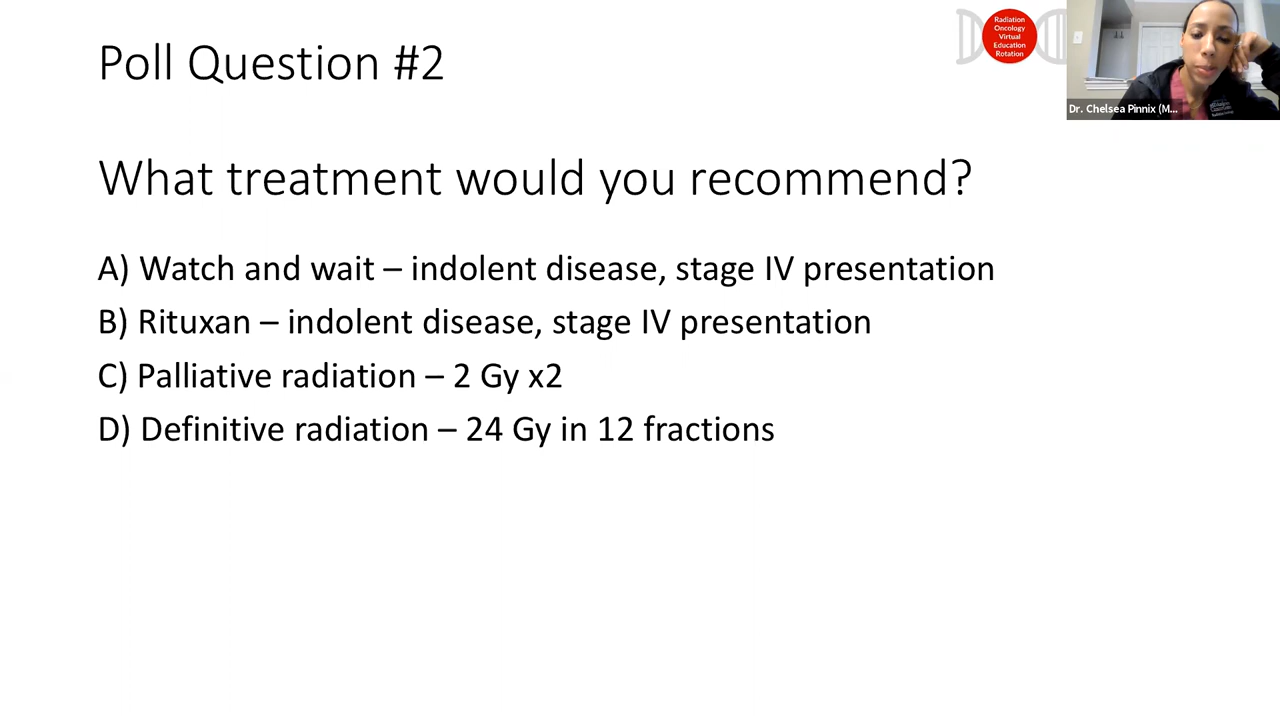 Poll Question #2
Radiation
Oncology
Virtual
Education
Rotation
Dr. Chelsea Pinnix (M...
What treatment would you recommend?
A) Watch and wait – indolent disease, stage IV presentation
B) Rituxan – indolent disease, stage IV presentation
C) Palliative radiation – 2 Gy x2
D) Definitive radiation – 24 Gy in 12 fractions